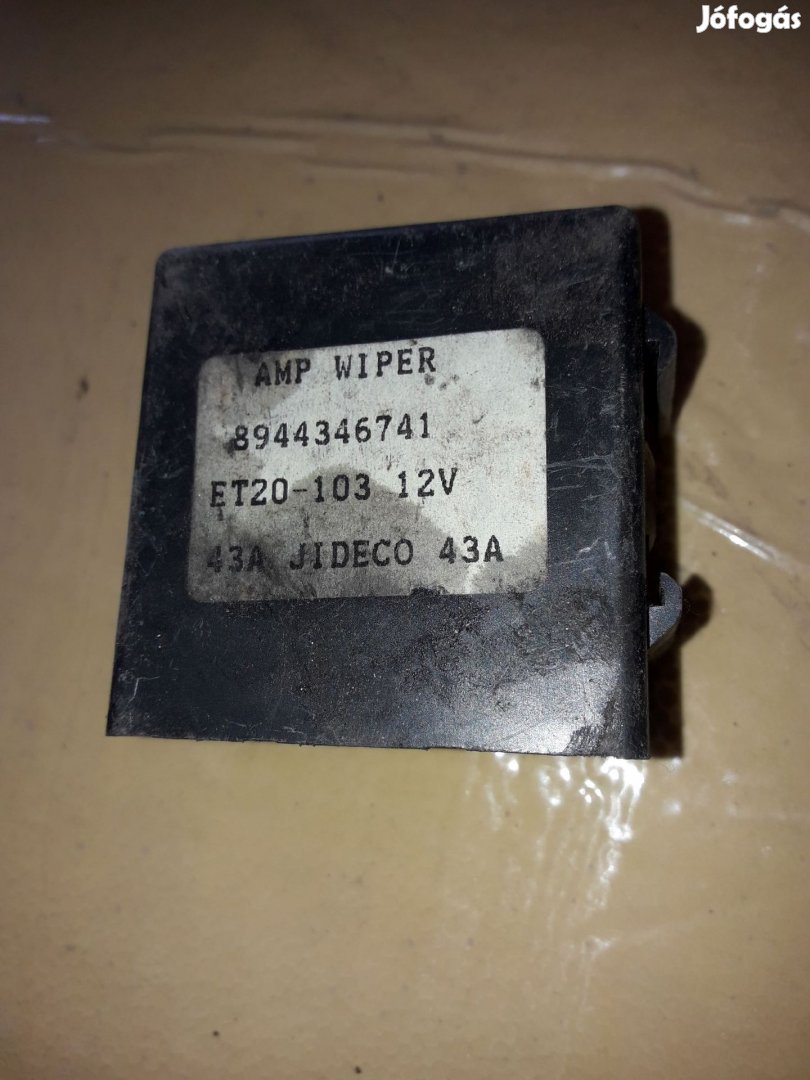 Jófogás
AMP WIPER
8944346741
ET20-103 12V
43A JIDECO 43A